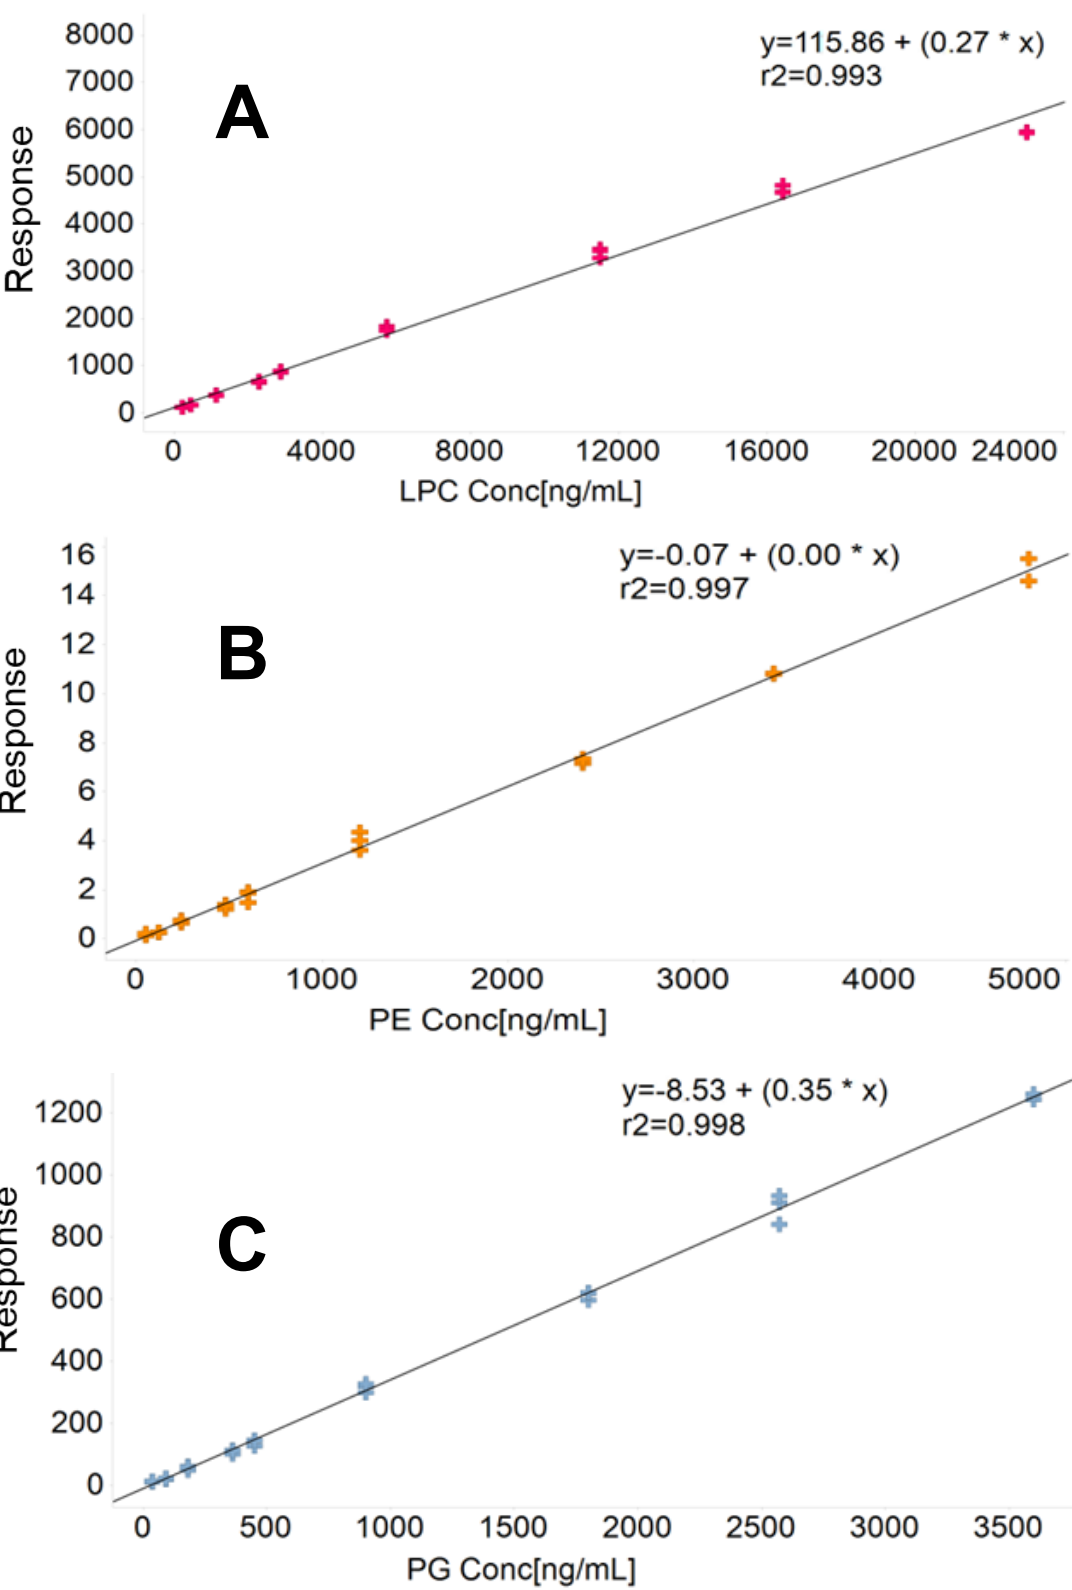 8000
7000
6000
5000
4000
3000
2000
1000
0
Response
A
y=115.86 + (0.27 * x)
r2=0.993
0 4000 8000 12000 16000 20000 24000
LPC Conc[ng/mL]
16
14
12
10
8
6
4
2
0
Response
B
y=-0.07 + (0.00 * x)
r2=0.997
0 1000 2000 3000 4000 5000
PE Conc[ng/mL]
1200
1000
800
600
400
200
0
Response
C
y=-8.53 + (0.35 * x)
r2=0.998
0 500 1000 1500 2000 2500 3000 3500
PG Conc[ng/mL]